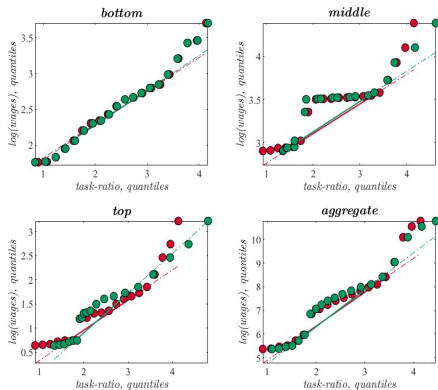 bottom
log(wages), quantiles
3.5
3
2.5
2
1 2 3 4
task-ratio, quantiles
middle
log(wages), quantiles
4
3.5
3
1 2 3 4
task-ratio, quantiles
top
log(wages), quantiles
3
2.5
2
1.5
1
0.5
1 2 3 4
task-ratio, quantiles
aggregate
log(wages), quantiles
10
9
8
7
6
5
1 2 3 4
task-ratio, quantiles